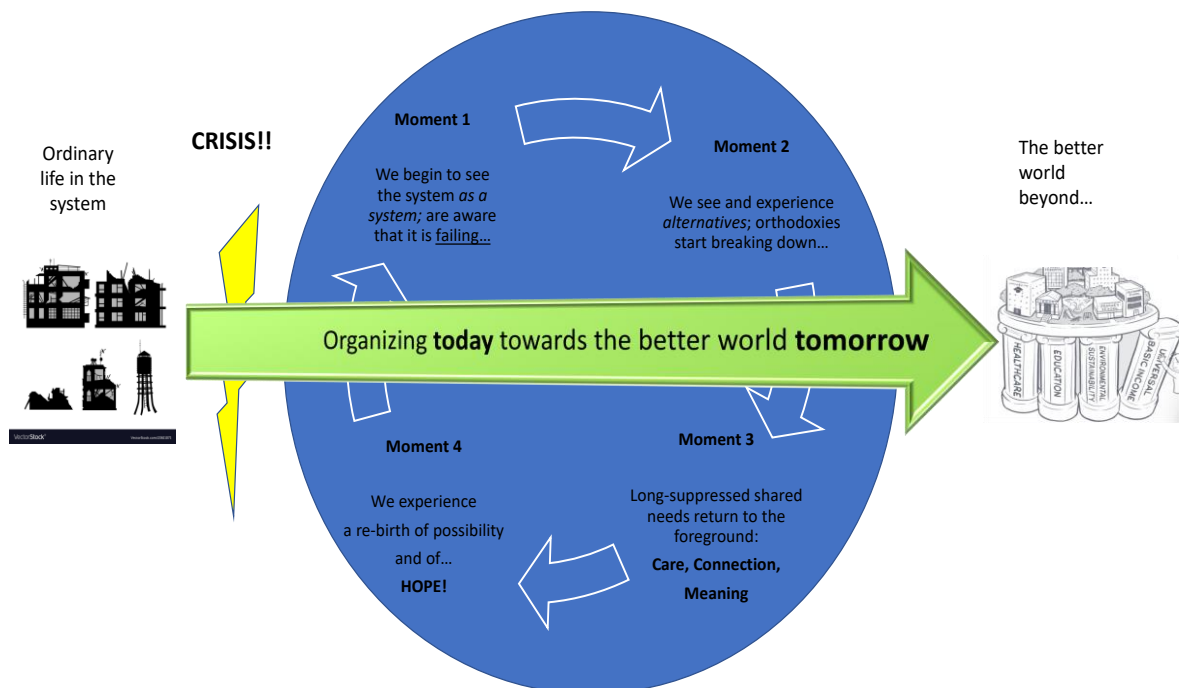 Ordinary
life in the
system
VectorStock
CRISIS!!
Moment 1
We begin to see
the system as a
system; are aware
that it is failing…
Moment 2
We see and experience
alternatives; orthodoxies
start breaking down…
Organizing today towards the better world tomorrow
Moment 3
Long-suppressed shared
needs return to the
foreground:
Care, Connection,
Meaning
Moment 4
We experience
a re-birth of possibility
and of…
HOPE!
The better
world
beyond…
HEALTHCARE
EDUCATION
ENVIRONMENTAL
SUSTAINABILITY
UNIVERSAL
BASIC INCOME